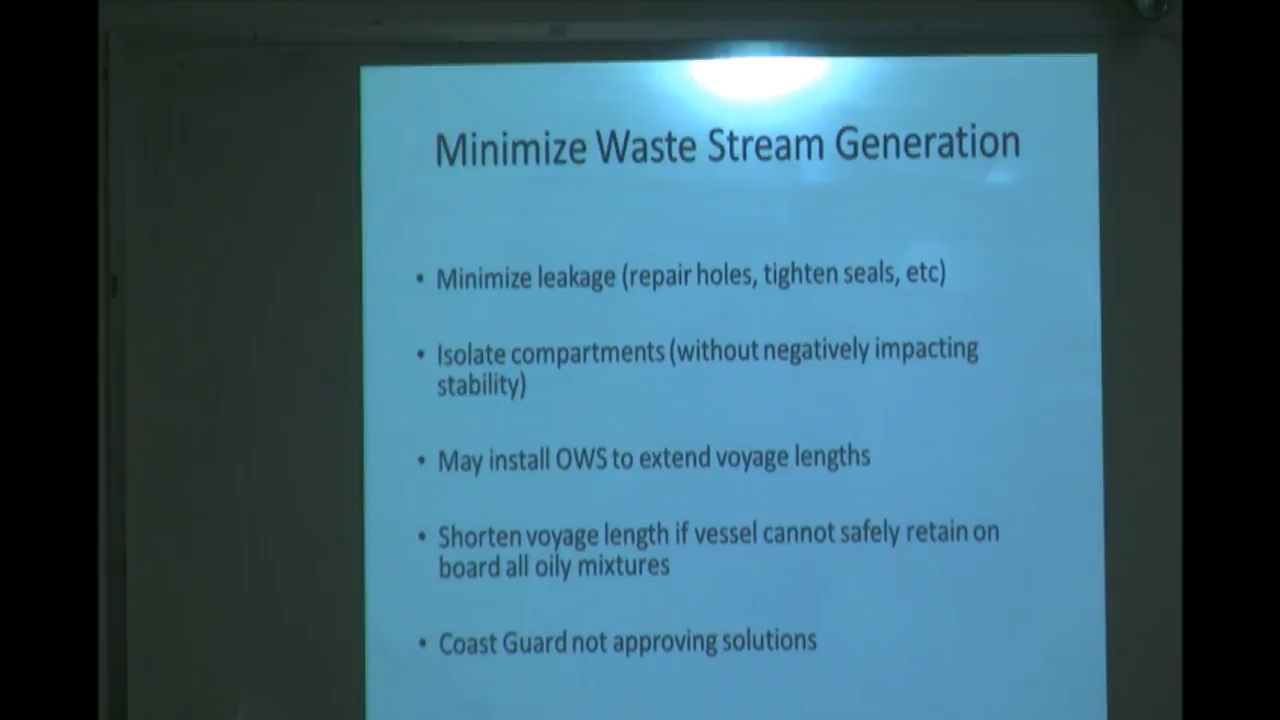 Minimize Waste Stream Generation
• Minimize leakage (repair holes, tighten seals, etc)
• Isolate compartments (without negatively impacting
stability)
• May install OWS to extend voyage lengths
• Shorten voyage length if vessel cannot safely retain on
board all oily mixtures
• Coast Guard not approving solutions